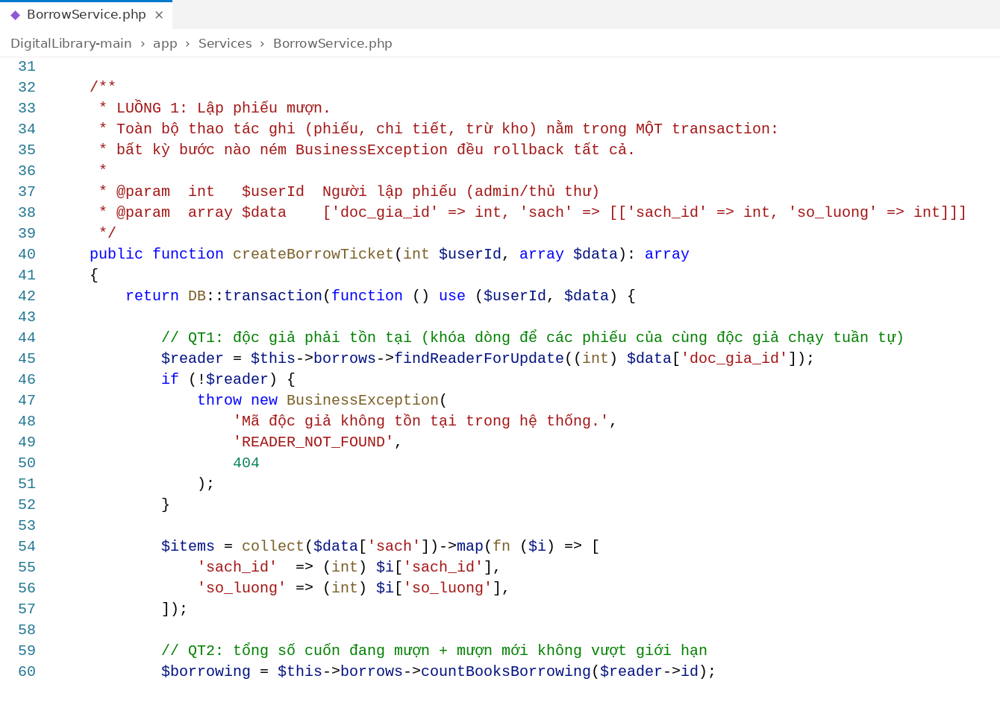 BorrowService.php ×
DigitalLibrary-main › app › Services › BorrowService.php
31
32 /**
33 * LUỒNG 1: Lập phiếu mượn.
34 * Toàn bộ thao tác ghi (phiếu, chi tiết, trừ kho) nằm trong MỘT transaction:
35 * bất kỳ bước nào ném BusinessException đều rollback tất cả.
36 *
37 * @param  int   $userId  Người lập phiếu (admin/thủ thư)
38 * @param  array $data    ['doc_gia_id' => int, 'sach' => [['sach_id' => int, 'so_luong' => int]]]
39 */
40 public function createBorrowTicket(int $userId, array $data): array
41 {
42 return DB::transaction(function () use ($userId, $data) {
43
44 // QT1: độc giả phải tồn tại (khóa dòng để các phiếu của cùng độc giả chạy tuần tự)
45 $reader = $this->borrows->findReaderForUpdate((int) $data['doc_gia_id']);
46 if (!$reader) {
47 throw new BusinessException(
48 'Mã độc giả không tồn tại trong hệ thống.',
49 'READER_NOT_FOUND',
50 404
51 );
52 }
53
54 $items = collect($data['sach'])->map(fn ($i) => [
55 'sach_id'  => (int) $i['sach_id'],
56 'so_luong' => (int) $i['so_luong'],
57 ]);
58
59 // QT2: tổng số cuốn đang mượn + mượn mới không vượt giới hạn
60 $borrowing = $this->borrows->countBooksBorrowing($reader->id);